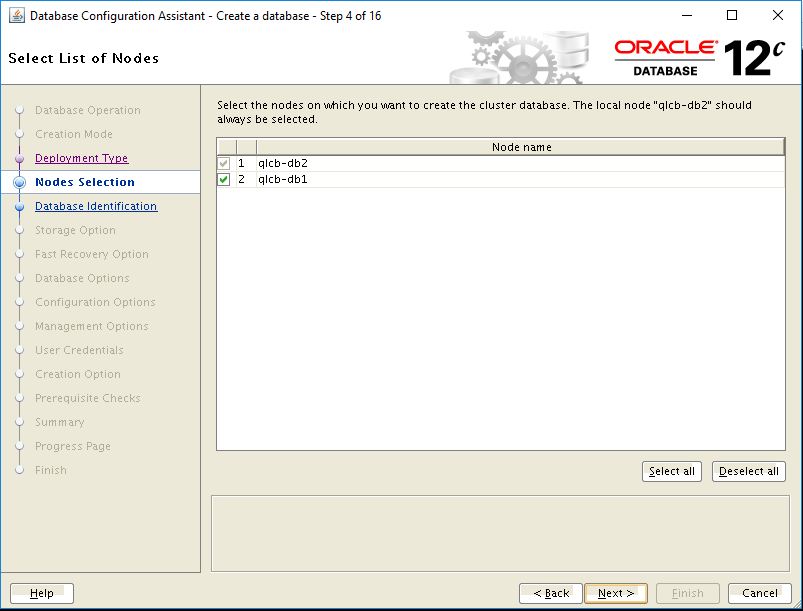 Database Configuration Assistant - Create a database - Step 4 of 16
Select List of Nodes
ORACLE®
DATABASE
12c
Database Operation
Creation Mode
Deployment Type
Nodes Selection
Database Identification
Storage Option
Fast Recovery Option
Database Options
Configuration Options
Management Options
User Credentials
Creation Option
Prerequisite Checks
Summary
Progress Page
Finish
Select the nodes on which you want to create the cluster database. The local node "qlcb-db2" should
always be selected.
Node name
1 qlcb-db2
2 qlcb-db1
Select all
Deselect all
Help
< Back
Next >
Finish
Cancel